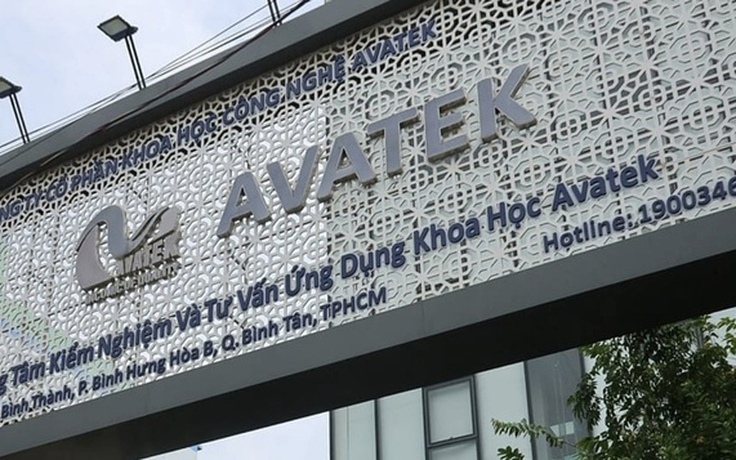 NG TY CỔ PHẦN KHOA HỌC CÔNG NGHỆ AVATEK
AVATEK
AVATEK
g Tâm Kiểm Nghiệm Và Tư Vấn Ứng Dụng Khoa Học Avatek
Bình Thành, P. Bình Hưng Hòa B, Q. Bình Tân, TPHCM
Hotline: 1900346